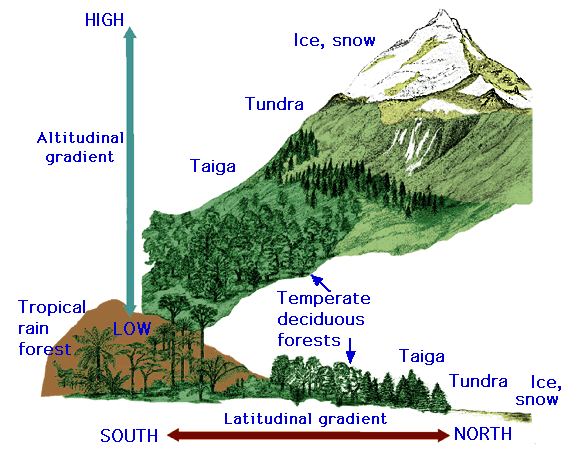 HIGH
Ice, snow
Tundra
Altitudinal
gradient
Taiga
Tropical
rain
forest
LOW
Temperate
deciduous
forests
Taiga
Tundra
Ice,
snow
Latitudinal gradient
SOUTH
NORTH